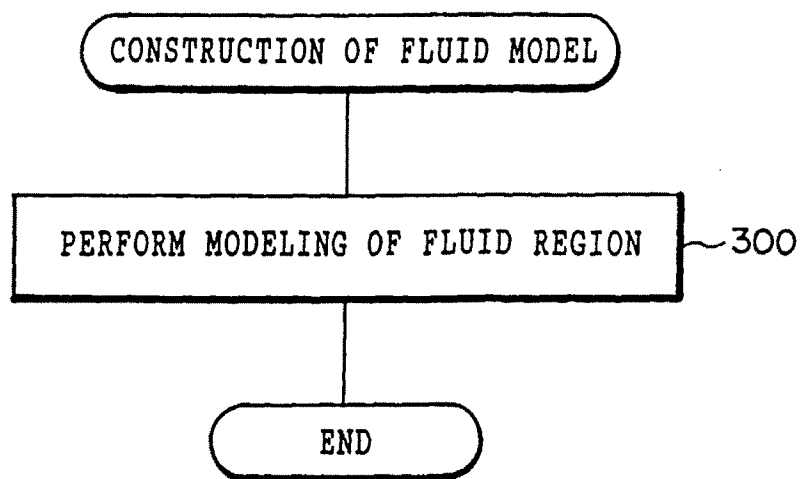 CONSTRUCTION OF FLUID MODEL
PERFORM MODELING OF FLUID REGION
300
END